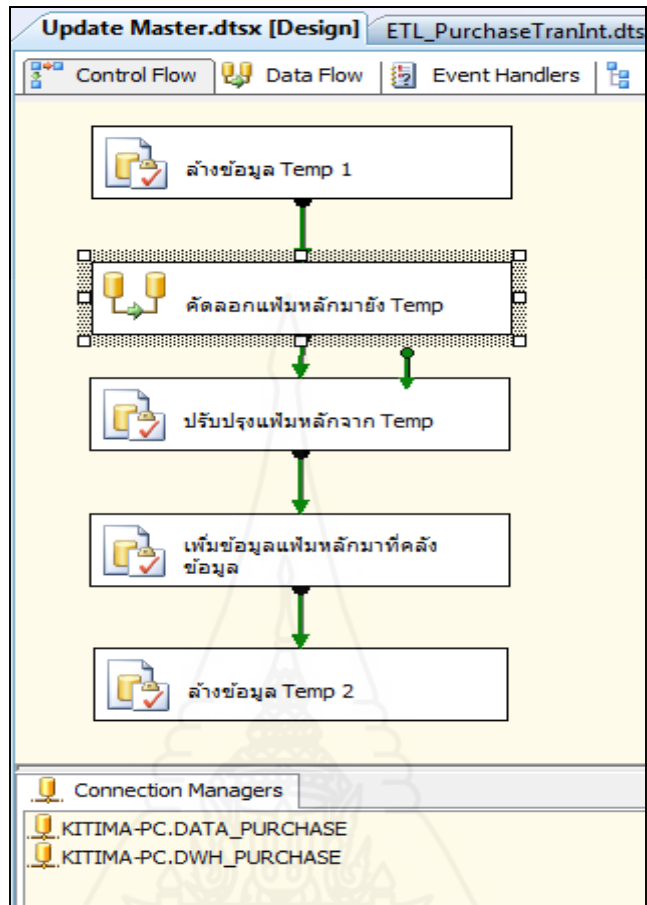 Update Master.dtsx [Design]
ETL_PurchaseTranInt.dts
Control Flow
Data Flow
Event Handlers
ล้างข้อมูล Temp 1
คัดลอกแฟ้มหลักมายัง Temp
ปรับปรุงแฟ้มหลักจาก Temp
เพิ่มข้อมูลแฟ้มหลักมาที่คลัง
ข้อมูล
ล้างข้อมูล Temp 2
Connection Managers
KITIMA-PC.DATA_PURCHASE
KITIMA-PC.DWH_PURCHASE